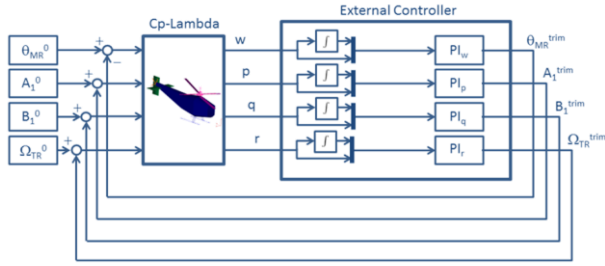 External Controller
Cp-Lambda
θMR⁰
+
−
w
∫
PIw
θMRtrim
A₁⁰
+
p
∫
PIp
A₁trim
B₁⁰
+
q
∫
PIq
B₁trim
ΩTR⁰
+
r
∫
PIr
ΩTRtrim